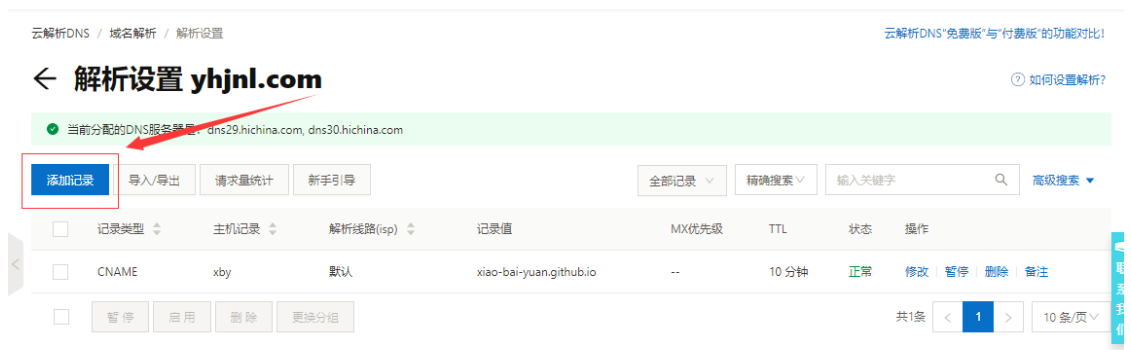 云解析DNS / 域名解析 / 解析设置 云解析DNS"免费版"与"付费版"的功能对比!
← 解析设置 yhjnl.com ? 如何设置解析?
当前分配的DNS服务器是: dns29.hichina.com, dns30.hichina.com
添加记录 导入/导出 请求量统计 新手引导 全部记录 精确搜索 输入关键字 高级搜索
记录类型 主机记录 解析线路(isp) 记录值 MX优先级 TTL 状态 操作
CNAME xby 默认 xiao-bai-yuan.github.io -- 10 分钟 正常 修改 暂停 删除 备注
暂停 启用 删除 更换分组 共1条 < 1 > 10 条/页
联系我们